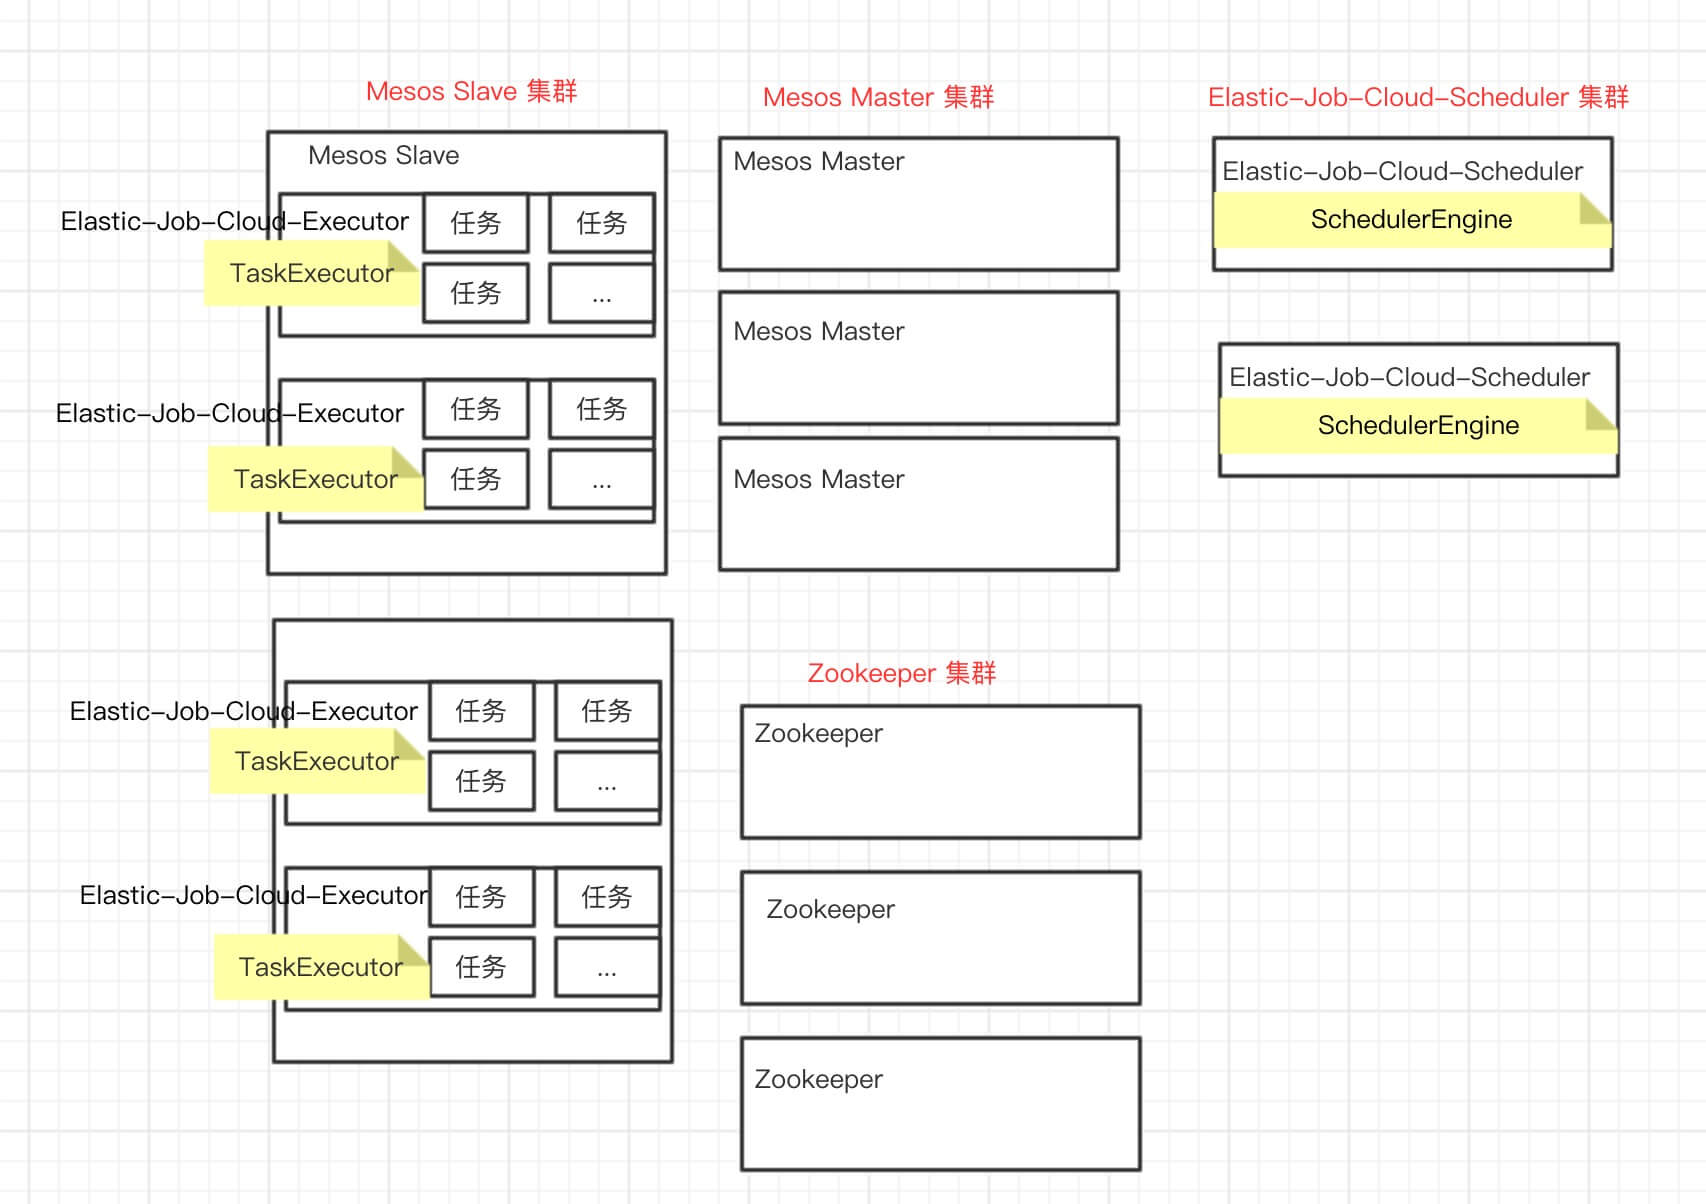 Mesos Slave 集群
Mesos Slave
Elastic-Job-Cloud-Executor
任务
任务
TaskExecutor
任务
...
Elastic-Job-Cloud-Executor
任务
任务
TaskExecutor
任务
...
Elastic-Job-Cloud-Executor
任务
任务
TaskExecutor
任务
...
Elastic-Job-Cloud-Executor
任务
任务
TaskExecutor
任务
...
Mesos Master 集群
Mesos Master
Mesos Master
Mesos Master
Zookeeper 集群
Zookeeper
Zookeeper
Zookeeper
Elastic-Job-Cloud-Scheduler 集群
Elastic-Job-Cloud-Scheduler
SchedulerEngine
Elastic-Job-Cloud-Scheduler
SchedulerEngine